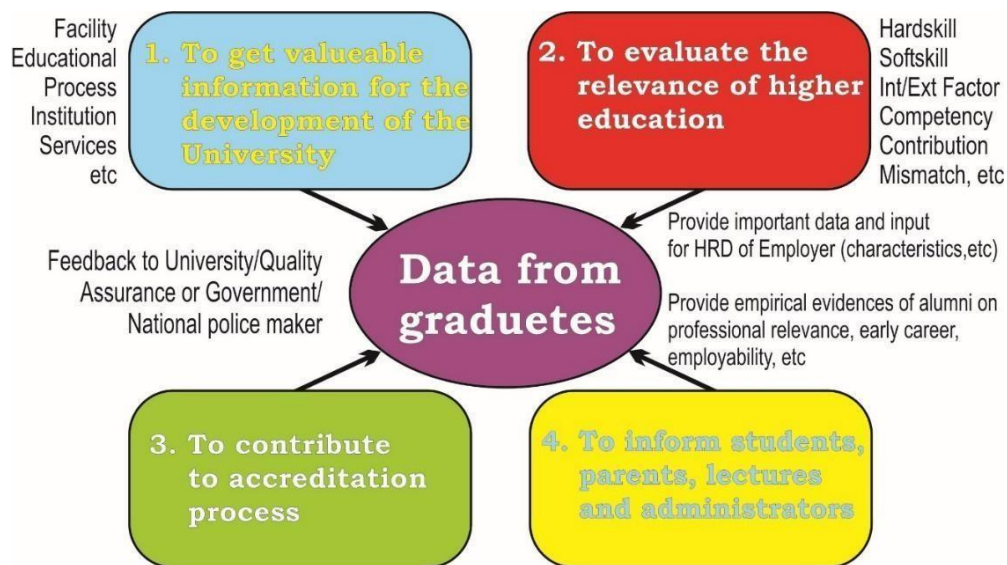 Facility
Educational
Process
Institution
Services
etc
1. To get valueable
information for the
development of the
University
2. To evaluate the
relevance of higher
education
Hardskill
Softskill
Int/Ext Factor
Competency
Contribution
Mismatch, etc
Feedback to University/Quality
Assurance or Government/
National police maker
Data from
graduetes
Provide important data and input
for HRD of Employer (characteristics,etc)
Provide empirical evidences of alumni on
professional relevance, early career,
employability, etc
3. To contribute
to accreditation
process
4. To inform students,
parents, lectures
and administrators